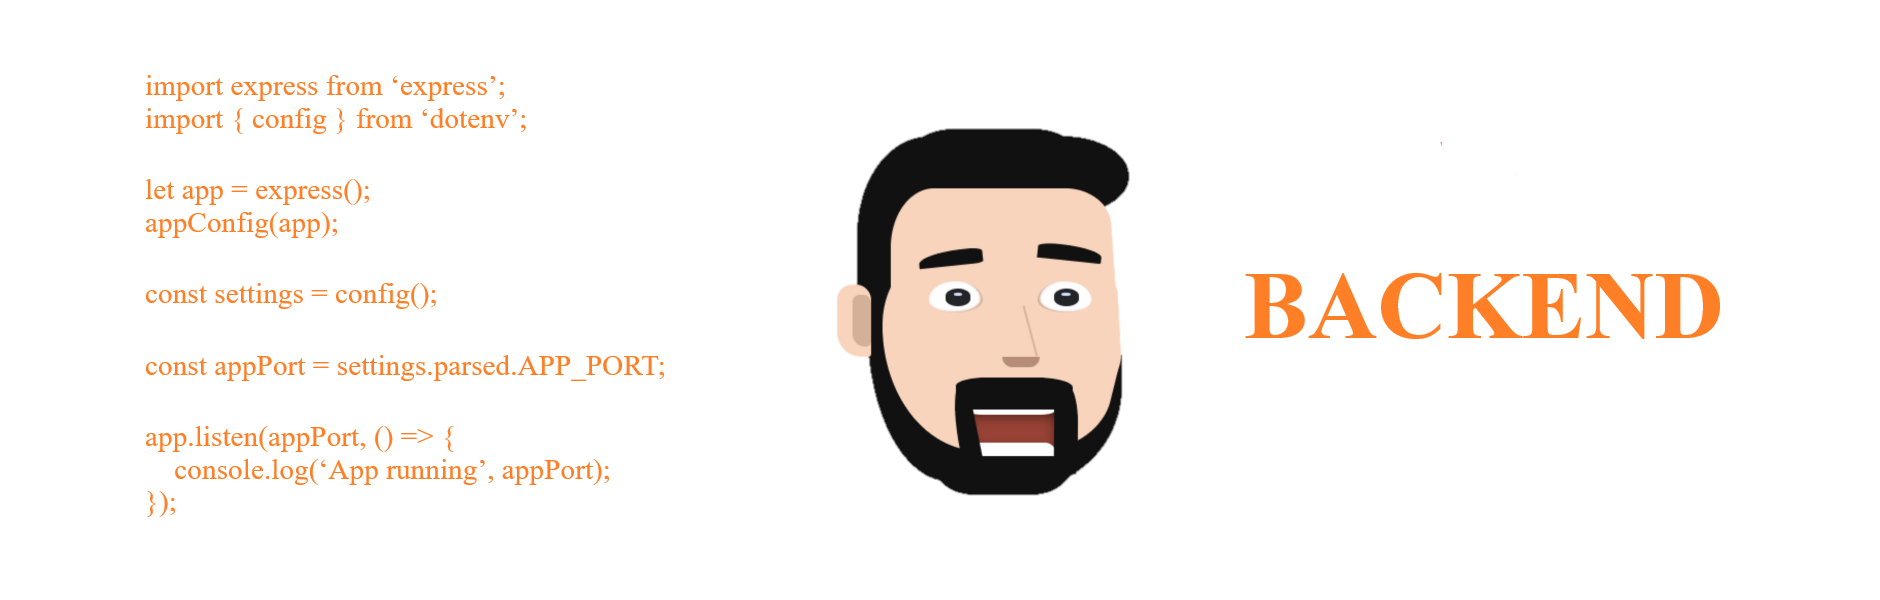 import express from ‘express’;
import { config } from ‘dotenv’;
let app = express();
appConfig(app);
const settings = config();
const appPort = settings.parsed.APP_PORT;
app.listen(appPort, () => {
    console.log(‘App running’, appPort);
});
BACKEND